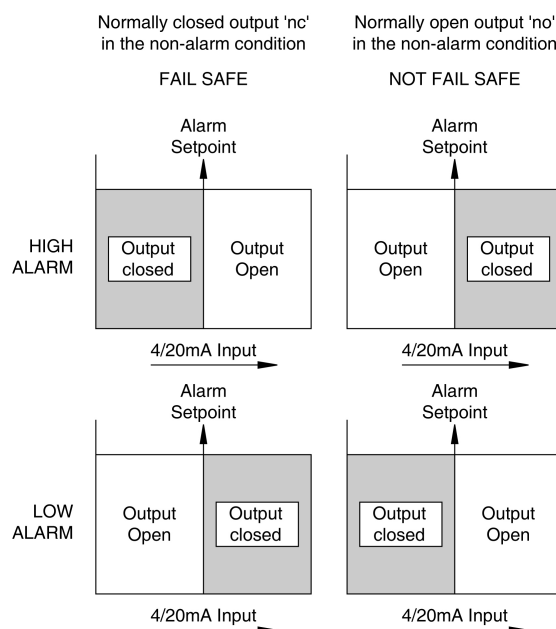 Normally closed output 'nc'
in the non-alarm condition
FAIL SAFE
Normally open output 'no'
in the non-alarm condition
NOT FAIL SAFE
HIGH
ALARM
Alarm
Setpoint
Output
closed
Output
Open
4/20mA Input
Alarm
Setpoint
Output
Open
Output
closed
4/20mA Input
LOW
ALARM
Alarm
Setpoint
Output
Open
Output
closed
4/20mA Input
Alarm
Setpoint
Output
closed
Output
Open
4/20mA Input